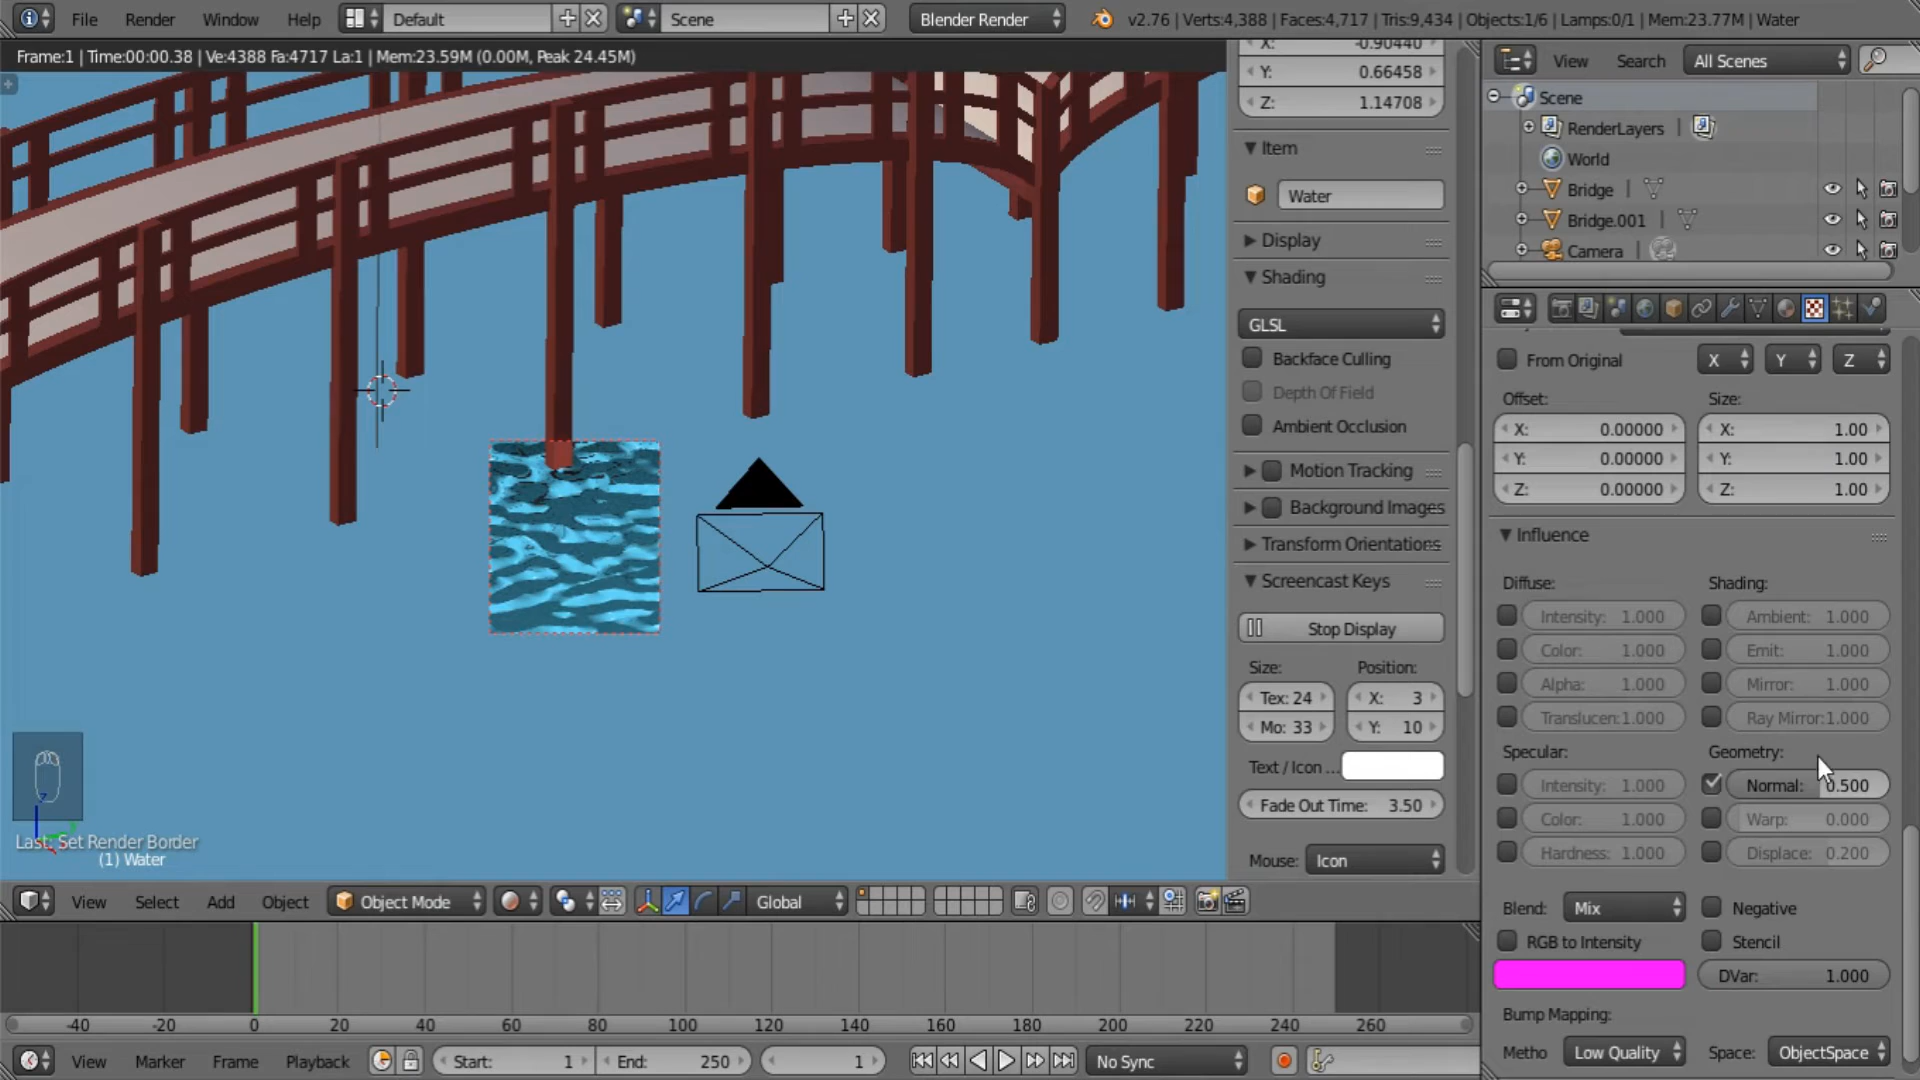 File Render Window Help Default Scene Blender Render v2.76 | Verts:4,388 | Faces:4,717 | Tris:9,434 | Objects:1/6 | Lamps:0/1 | Mem:23.77M | Water
Frame:1 | Time:00:00.38 | Ve:4388 Fa:4717 La:1 | Mem:23.59M (0.00M, Peak 24.45M)
X: -0.90440
Y: 0.66458
Z: 1.14708
Item
Water
Display
Shading
GLSL
Backface Culling
Depth Of Field
Ambient Occlusion
Motion Tracking
Background Images
Transform Orientations
Screencast Keys
Stop Display
Size: Position:
Tex: 24 X: 3
Mo: 33 Y: 10
Text / Icon ...
Fade Out Time: 3.50
Mouse: Icon
View Search All Scenes
Scene
RenderLayers
World
Bridge
Bridge.001
Camera
From Original X Y Z
Offset: Size:
X: 0.00000 X: 1.00
Y: 0.00000 Y: 1.00
Z: 0.00000 Z: 1.00
Influence
Diffuse: Shading:
Intensity: 1.000 Ambient: 1.000
Color: 1.000 Emit: 1.000
Alpha: 1.000 Mirror: 1.000
Translucen: 1.000 Ray Mirror: 1.000
Specular: Geometry:
Intensity: 1.000 Normal: 0.500
Color: 1.000 Warp: 0.000
Hardness: 1.000 Displace: 0.200
Blend: Mix Negative
RGB to Intensity Stencil
DVar: 1.000
Bump Mapping:
Metho Low Quality Space: ObjectSpace
Last: Set Render Border
(1) Water
View Select Add Object Object Mode Global
-40 -20 0 20 40 60 80 100 120 140 160 180 200 220 240 260
View Marker Frame Playback Start: 1 End: 250 1 No Sync